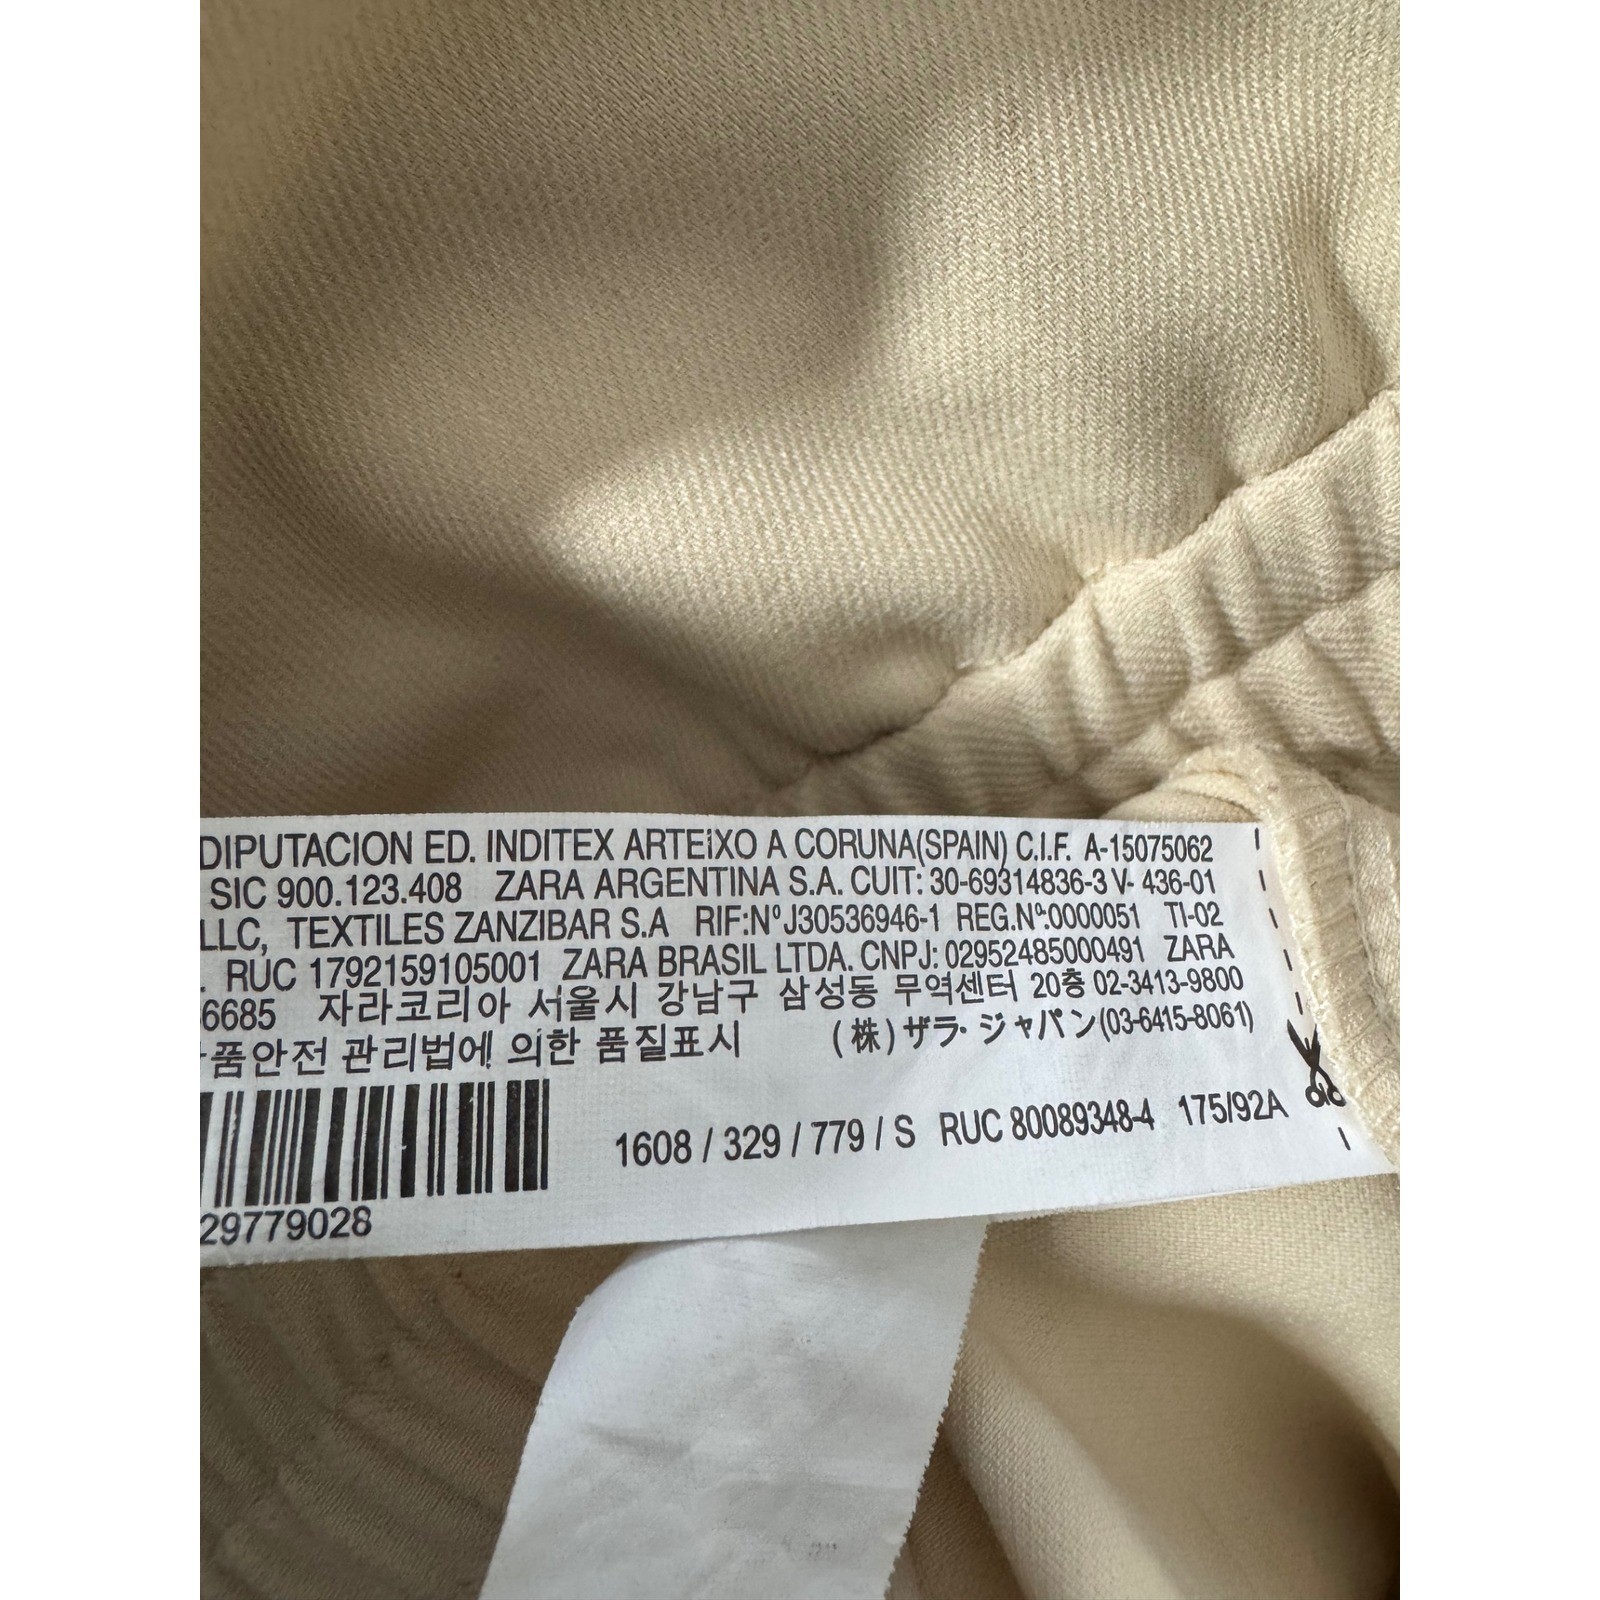 DIPUTACION ED. INDITEX ARTEIXO A CORUNA(SPAIN) C.I.F. A-15075062
SIC 900.123.408 ZARA ARGENTINA S.A. CUIT: 30-69314836-3 V- 436-01
LLC, TEXTILES ZANZIBAR S.A RIF:Nº J30536946-1 REG.Nº:0000051 TI-02
. RUC 1792159105001 ZARA BRASIL LTDA. CNPJ: 02952485000491 ZARA
6685 자라코리아 서울시 강남구 삼성동 무역센터 20층 02-3413-9800
품안전 관리법에 의한 품질표시 (株) ザラ・ジャパン(03-6415-8061)
1608 / 329 / 779 / S RUC 80089348-4 175/92A
29779028